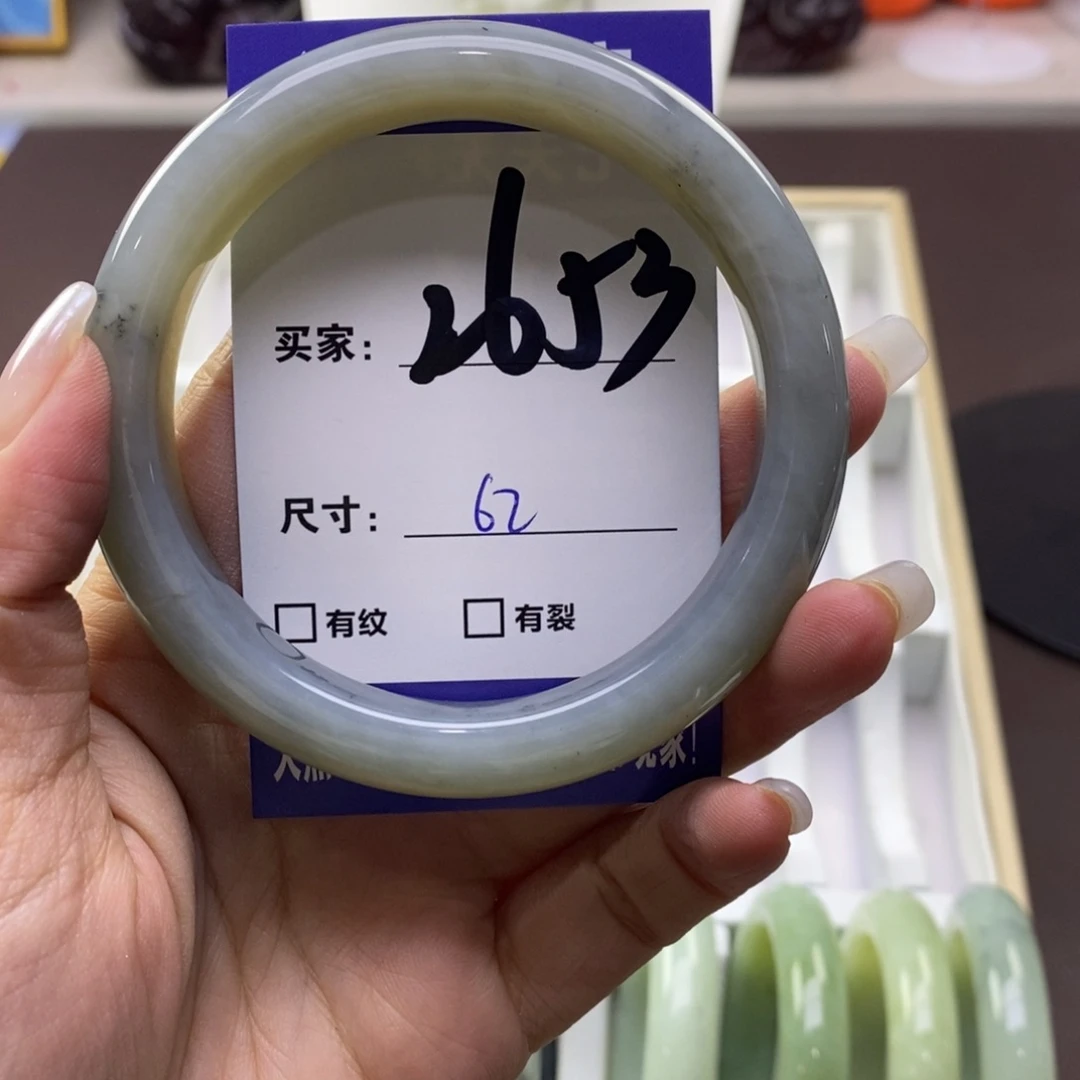 买家： 2653
尺寸： 62
□有纹 □有裂